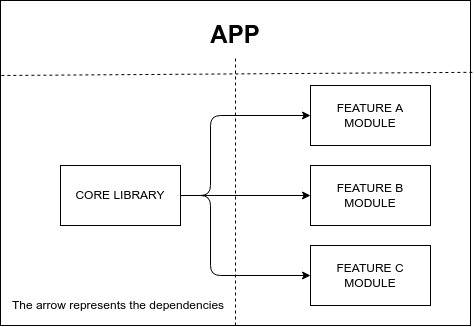 APP
FEATURE A
MODULE
CORE LIBRARY
FEATURE B
MODULE
FEATURE C
MODULE
The arrow represents the dependencies